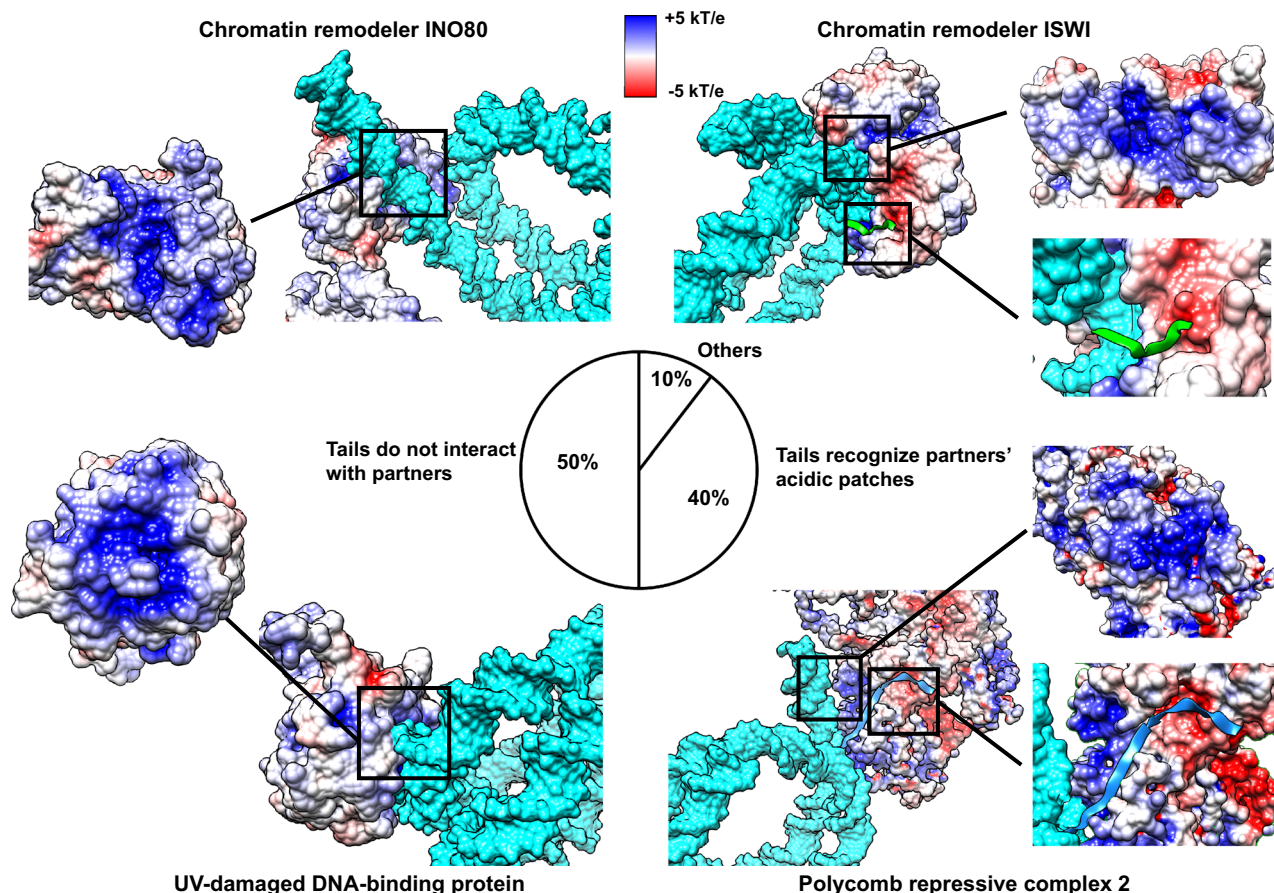 Chromatin remodeler INO80
+5 kT/e
-5 kT/e
Chromatin remodeler ISWI
Others
10%
Tails do not interact
with partners
50%
Tails recognize partners’
acidic patches
40%
UV-damaged DNA-binding protein
Polycomb repressive complex 2